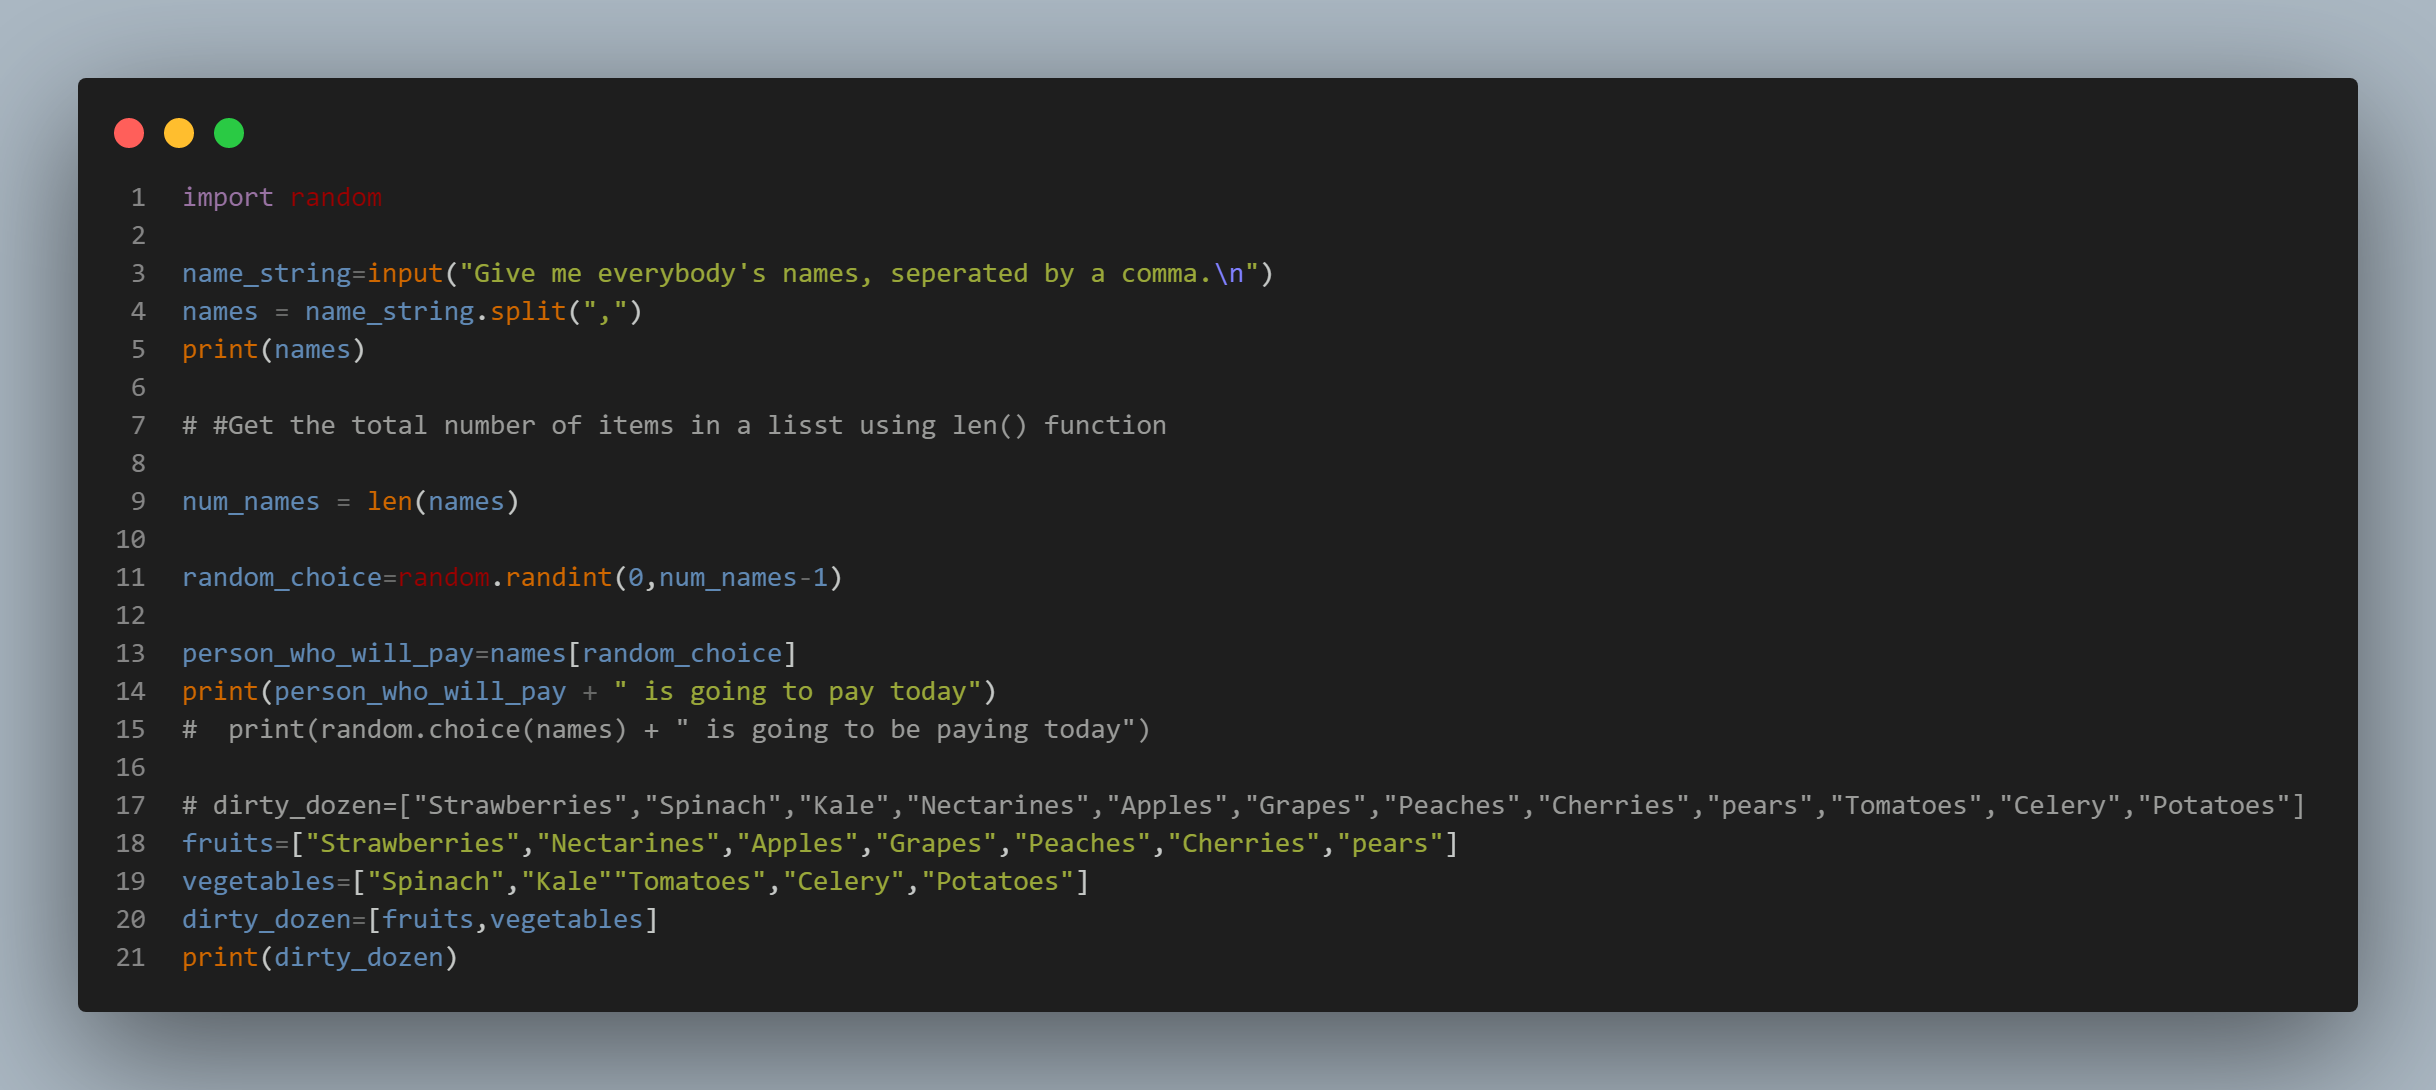 1 import random
2
3 name_string=input("Give me everybody's names, seperated by a comma.\n")
4 names = name_string.split(",")
5 print(names)
6
7 # #Get the total number of items in a lisst using len() function
8
9 num_names = len(names)
10
11 random_choice=random.randint(0,num_names-1)
12
13 person_who_will_pay=names[random_choice]
14 print(person_who_will_pay + " is going to pay today")
15 #  print(random.choice(names) + " is going to be paying today")
16
17 # dirty_dozen=["Strawberries","Spinach","Kale","Nectarines","Apples","Grapes","Peaches","Cherries","pears","Tomatoes","Celery","Potatoes"]
18 fruits=["Strawberries","Nectarines","Apples","Grapes","Peaches","Cherries","pears"]
19 vegetables=["Spinach","Kale""Tomatoes","Celery","Potatoes"]
20 dirty_dozen=[fruits,vegetables]
21 print(dirty_dozen)